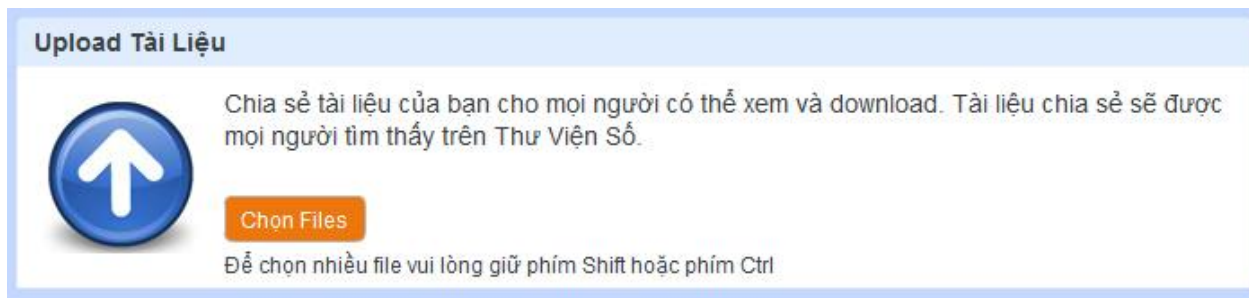 Upload Tài Liệu
Chia sẻ tài liệu của bạn cho mọi người có thể xem và download. Tài liệu chia sẻ sẽ được
mọi người tìm thấy trên Thư Viện Số.
Chọn Files
Để chọn nhiều file vui lòng giữ phím Shift hoặc phím Ctrl